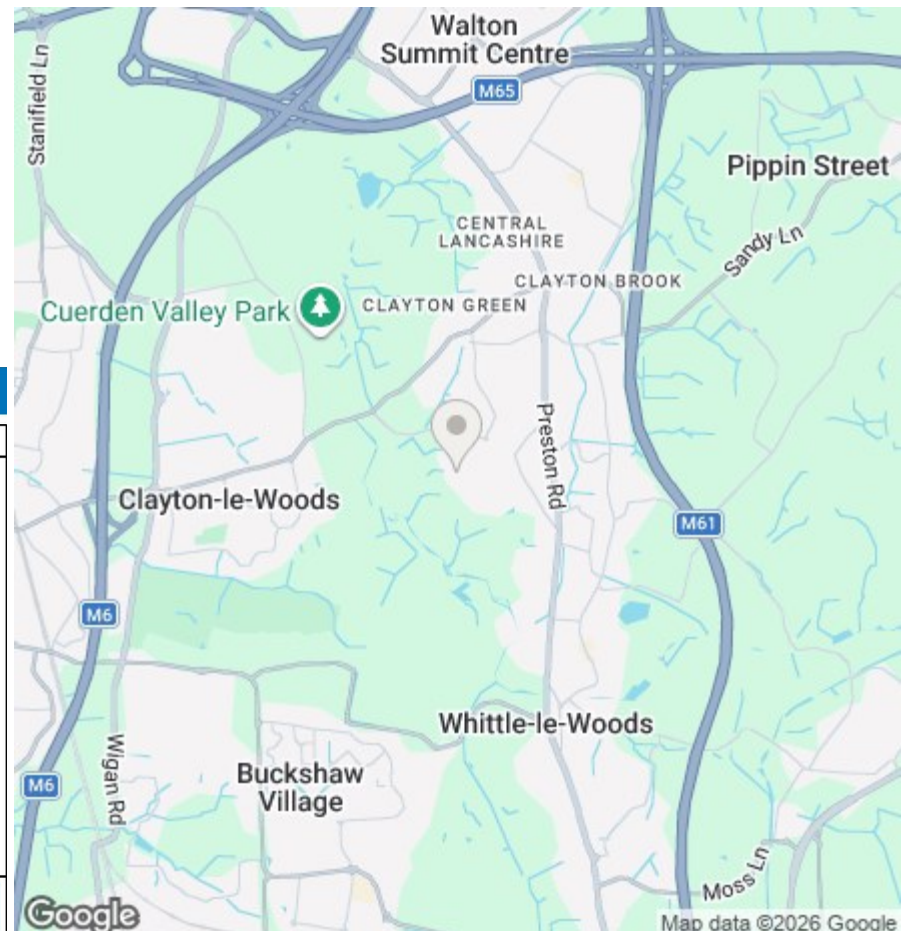 Walton
Summit Centre
M65
Stanifield Ln
Pippin Street
CENTRAL
LANCASHIRE
Sandy Ln
CLAYTON BROOK
Cuerden Valley Park
CLAYTON GREEN
Preston Rd
Clayton-le-Woods
M61
M6
Whittle-le-Woods
Buckshaw
Village
Wigan Rd
M6
Moss Ln
Google
Map data ©2026 Google